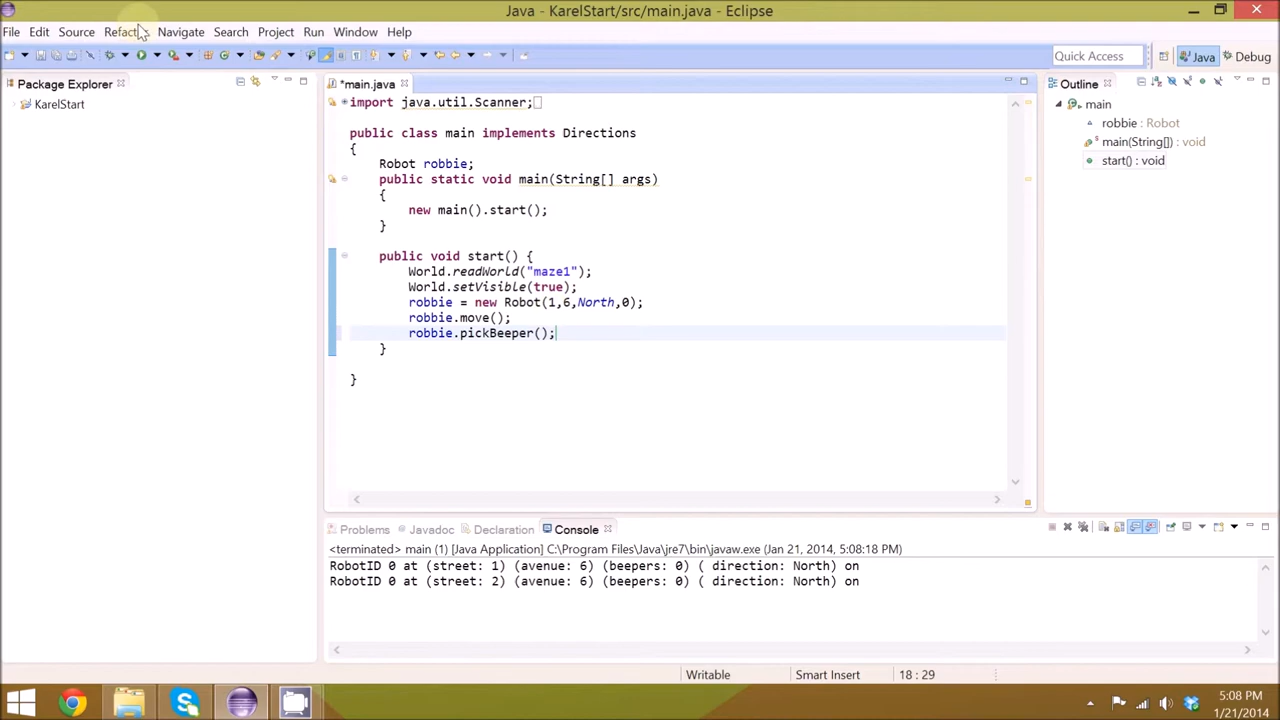 Java - KarelStart/src/main.java - Eclipse
File Edit Source Refactor Navigate Search Project Run Window Help
Quick Access
Java
Debug
Package Explorer
KarelStart
*main.java
import java.util.Scanner;
public class main implements Directions
{
Robot robbie;
public static void main(String[] args)
{
new main().start();
}
public void start() {
World.readWorld("maze1");
World.setVisible(true);
robbie = new Robot(1,6,North,0);
robbie.move();
robbie.pickBeeper();
}
}
Outline
main
robbie : Robot
main(String[]) : void
start() : void
Problems Javadoc Declaration Console
<terminated> main (1) [Java Application] C:\Program Files\Java\jre7\bin\javaw.exe (Jan 21, 2014, 5:08:18 PM)
RobotID 0 at (street: 1) (avenue: 6) (beepers: 0) ( direction: North) on
RobotID 0 at (street: 2) (avenue: 6) (beepers: 0) ( direction: North) on
Writable
Smart Insert
18 : 29
5:08 PM
1/21/2014